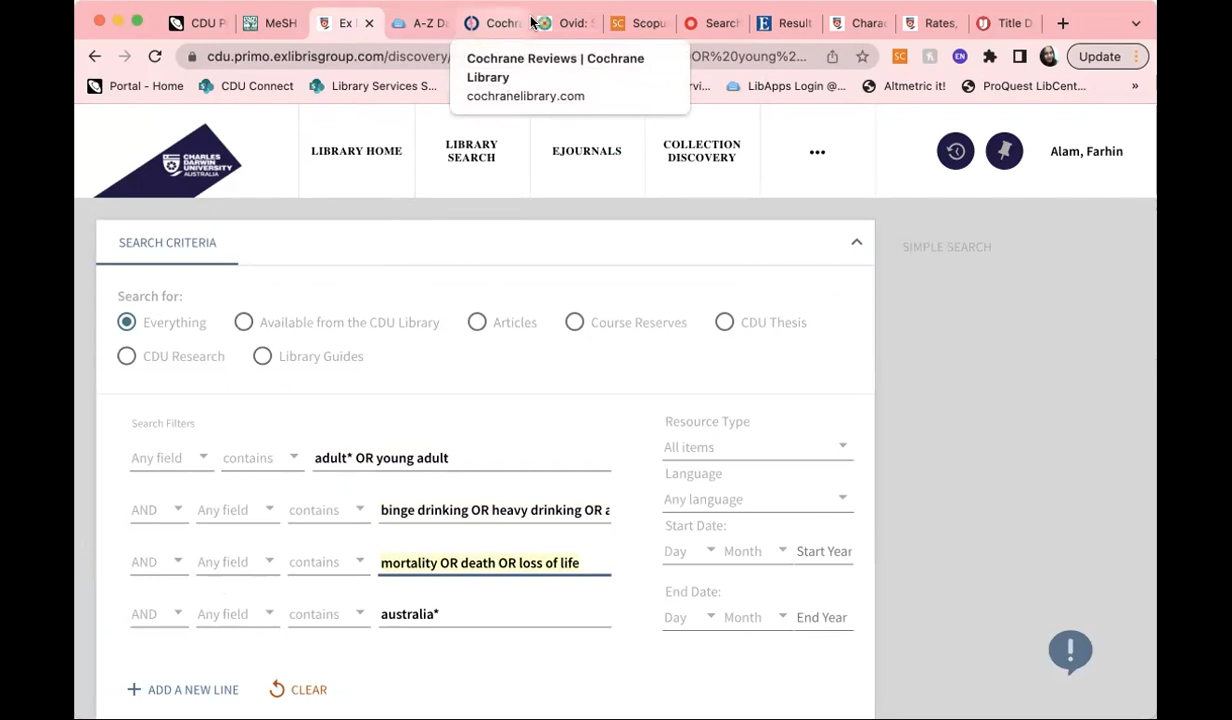 CDU P
MeSH
Ex l
A-Z Da
Cochra
Ovid: S
Scopu
Search
Result
Charac
Rates,
Title D
cdu.primo.exlibrisgroup.com/discovery/
OR%20young%2...
Update
Cochrane Reviews | Cochrane
Library
cochranelibrary.com
Portal - Home
CDU Connect
Library Services S...
rvi...
LibApps Login @...
Altmetric it!
ProQuest LibCent...
»
CHARLES
DARWIN
UNIVERSITY
AUSTRALIA
LIBRARY HOME
LIBRARY
SEARCH
EJOURNALS
COLLECTION
DISCOVERY
•••
Alam, Farhin
SEARCH CRITERIA
SIMPLE SEARCH
Search for:
Everything
Available from the CDU Library
Articles
Course Reserves
CDU Thesis
CDU Research
Library Guides
Search Filters
Any field contains adult* OR young adult
AND Any field contains binge drinking OR heavy drinking OR a
AND Any field contains mortality OR death OR loss of life
AND Any field contains australia*
Resource Type
All items
Language
Any language
Start Date:
Day Month Start Year
End Date:
Day Month End Year
+ ADD A NEW LINE
CLEAR